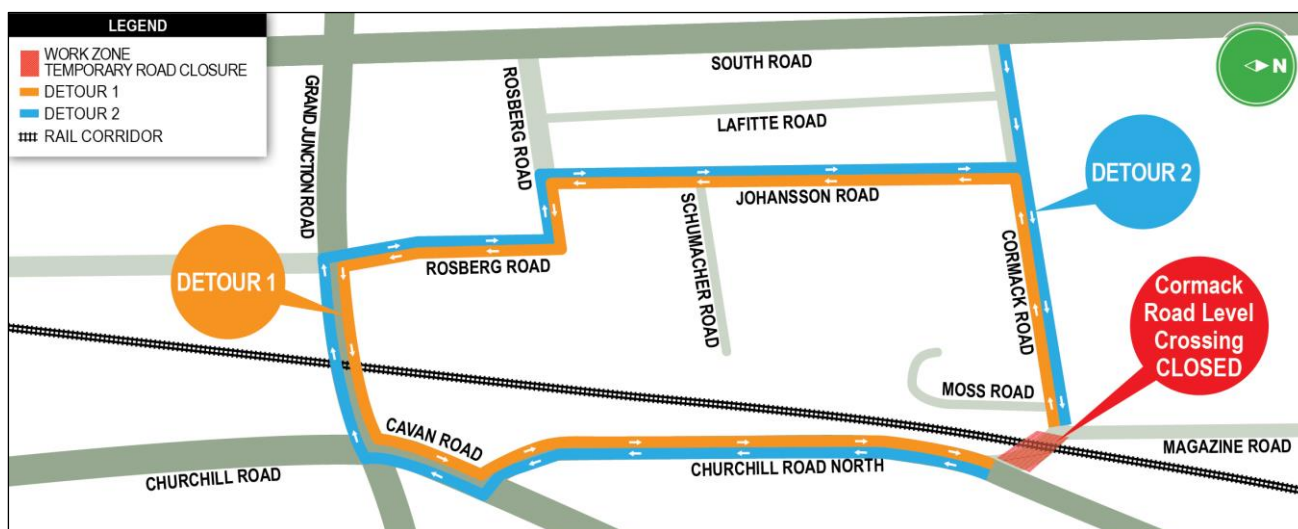 LEGEND
WORK ZONE
TEMPORARY ROAD CLOSURE
DETOUR 1
DETOUR 2
RAIL CORRIDOR
N
GRAND JUNCTION ROAD
ROSBERG ROAD
SOUTH ROAD
LAFITTE ROAD
JOHANSSON ROAD
SCHUMACHER ROAD
DETOUR 2
CORMACK ROAD
ROSBERG ROAD
DETOUR 1
Cormack
Road Level
Crossing
CLOSED
MOSS ROAD
CAVAN ROAD
MAGAZINE ROAD
CHURCHILL ROAD
CHURCHILL ROAD NORTH